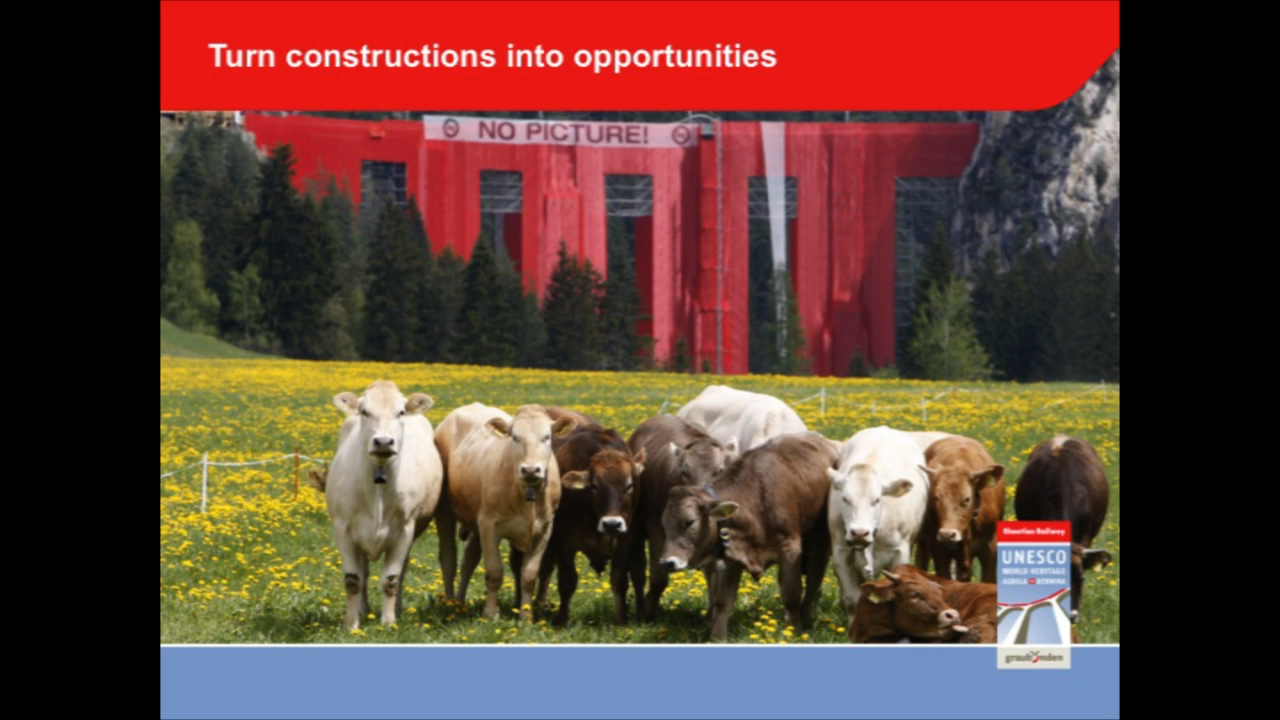 Turn constructions into opportunities
NO PICTURE!
Rhaetian Railway
UNESCO
WORLD HERITAGE
ALBULA BERNINA
graubünden